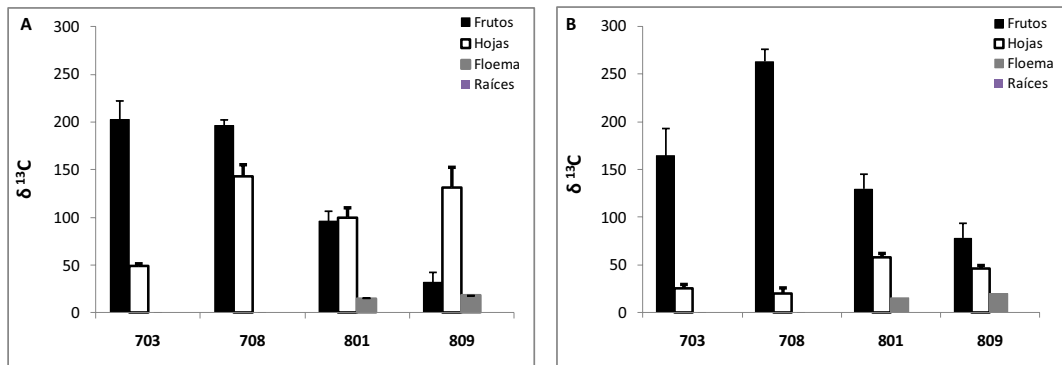 A
300
250
200
150
100
50
0
δ 13C
703 708 801 809
Frutos
Hojas
Floema
Raíces
B
300
250
200
150
100
50
0
δ 13C
703 708 801 809
Frutos
Hojas
Floema
Raíces